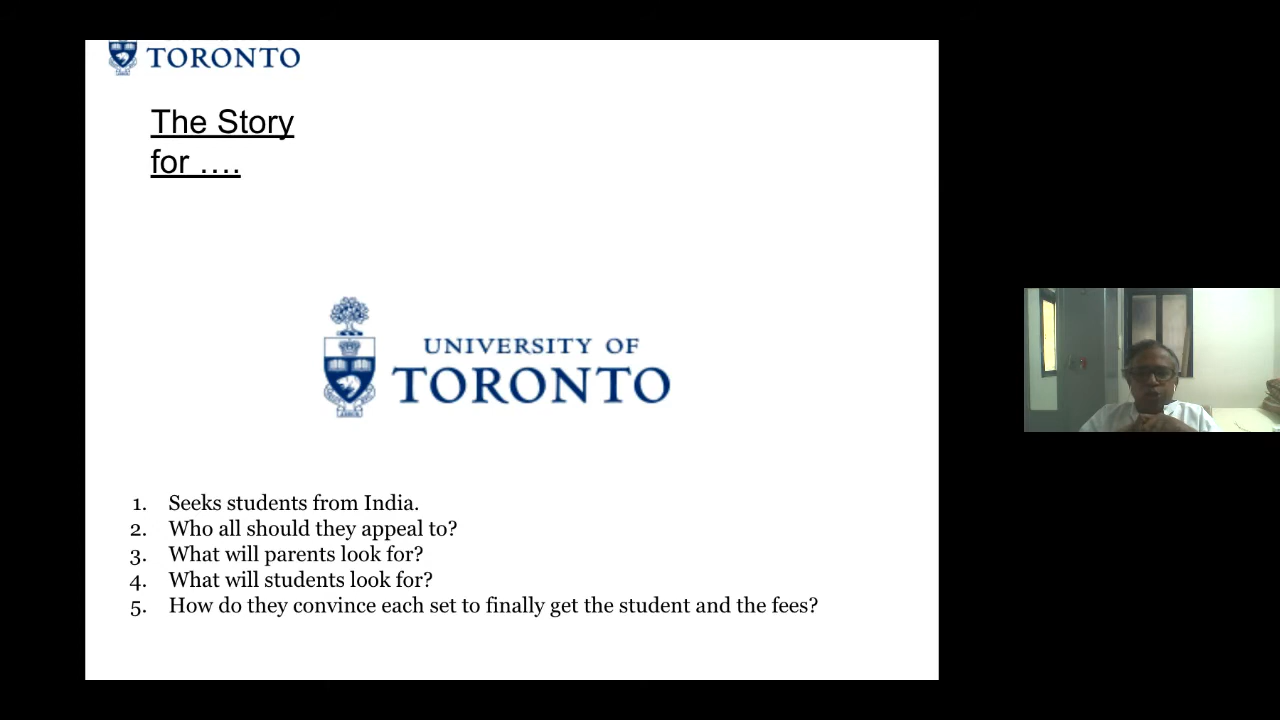 TORONTO
The Story
for ….
UNIVERSITY OF
TORONTO
1. Seeks students from India.
2. Who all should they appeal to?
3. What will parents look for?
4. What will students look for?
5. How do they convince each set to finally get the student and the fees?